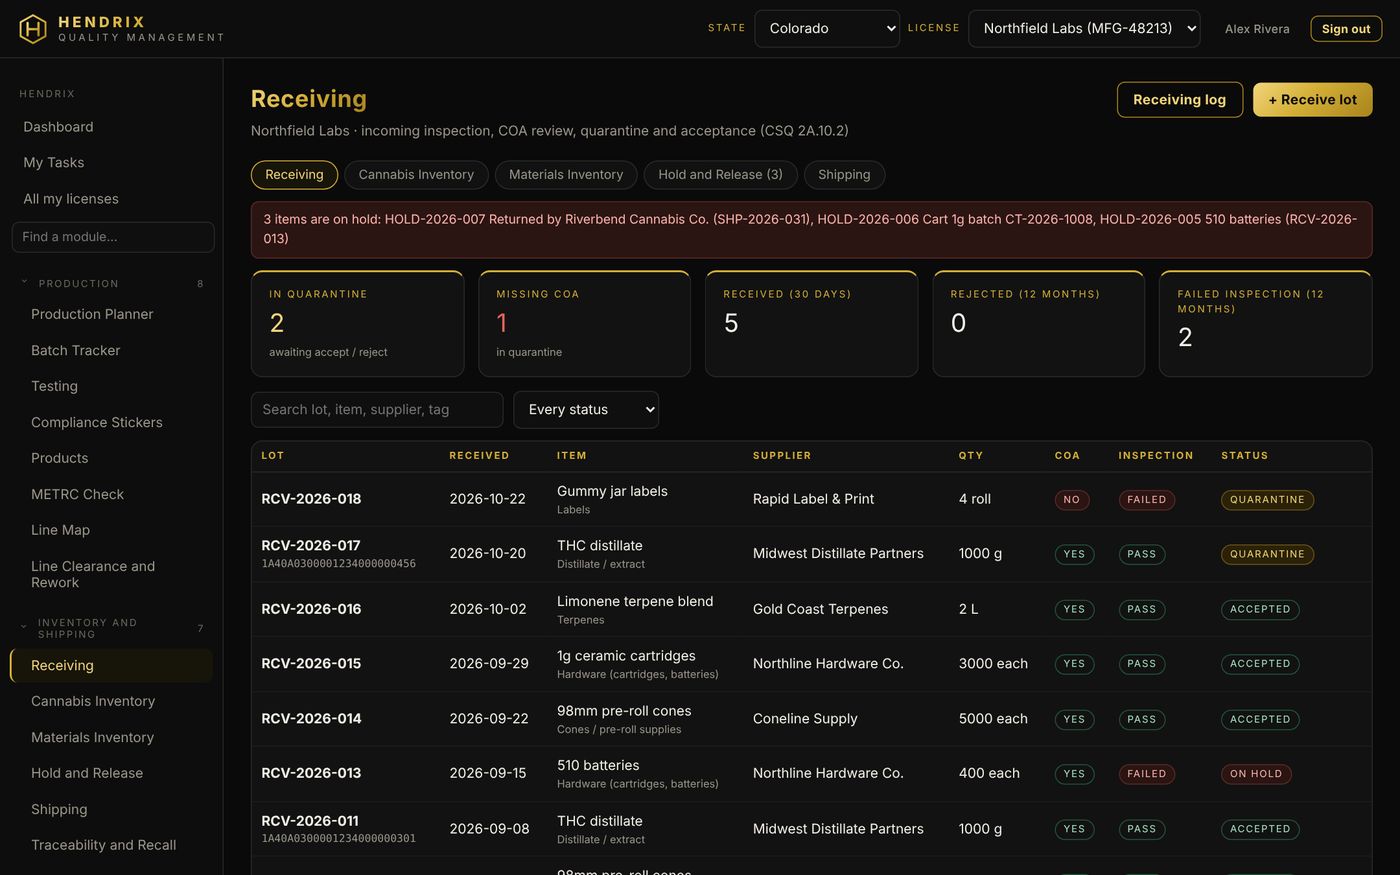 HENDRIX
QUALITY MANAGEMENT
STATE
Colorado
LICENSE
Northfield Labs (MFG-48213)
Alex Rivera
Sign out
HENDRIX
Dashboard
My Tasks
All my licenses
Find a module...
PRODUCTION 8
Production Planner
Batch Tracker
Testing
Compliance Stickers
Products
METRC Check
Line Map
Line Clearance and
Rework
INVENTORY AND
SHIPPING 7
Receiving
Cannabis Inventory
Materials Inventory
Hold and Release
Shipping
Traceability and Recall
Receiving
Northfield Labs · incoming inspection, COA review, quarantine and acceptance (CSQ 2A.10.2)
Receiving log
+ Receive lot
Receiving
Cannabis Inventory
Materials Inventory
Hold and Release (3)
Shipping
3 items are on hold: HOLD-2026-007 Returned by Riverbend Cannabis Co. (SHP-2026-031), HOLD-2026-006 Cart 1g batch CT-2026-1008, HOLD-2026-005 510 batteries (RCV-2026-
013)
IN QUARANTINE
2
awaiting accept / reject
MISSING COA
1
in quarantine
RECEIVED (30 DAYS)
5
REJECTED (12 MONTHS)
0
FAILED INSPECTION (12
MONTHS)
2
Search lot, item, supplier, tag
Every status
LOT RECEIVED ITEM SUPPLIER QTY COA INSPECTION STATUS
RCV-2026-018 2026-10-22 Gummy jar labels Rapid Label & Print 4 roll NO FAILED QUARANTINE
Labels
RCV-2026-017 2026-10-20 THC distillate Midwest Distillate Partners 1000 g YES PASS QUARANTINE
1A40A0300001234000000456 Distillate / extract
RCV-2026-016 2026-10-02 Limonene terpene blend Gold Coast Terpenes 2 L YES PASS ACCEPTED
Terpenes
RCV-2026-015 2026-09-29 1g ceramic cartridges Northline Hardware Co. 3000 each YES PASS ACCEPTED
Hardware (cartridges, batteries)
RCV-2026-014 2026-09-22 98mm pre-roll cones Coneline Supply 5000 each YES PASS ACCEPTED
Cones / pre-roll supplies
RCV-2026-013 2026-09-15 510 batteries Northline Hardware Co. 400 each YES FAILED ON HOLD
Hardware (cartridges, batteries)
RCV-2026-011 2026-09-08 THC distillate Midwest Distillate Partners 1000 g YES PASS ACCEPTED
1A40A0300001234000000301 Distillate / extract
98mm pre-roll cones